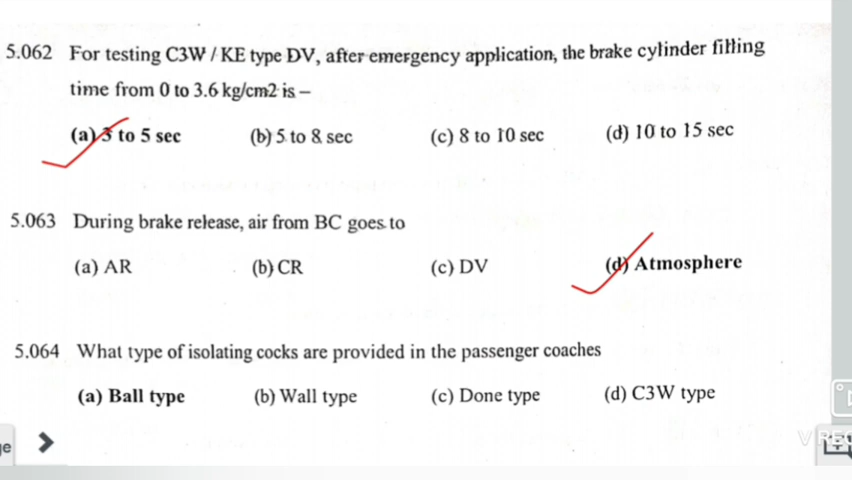 5.062 For testing C3W / KE type DV, after emergency application, the brake cylinder filling
time from 0 to 3.6 kg/cm2 is –
(a) 3 to 5 sec (b) 5 to 8 sec (c) 8 to 10 sec (d) 10 to 15 sec
5.063 During brake release, air from BC goes to
(a) AR (b) CR (c) DV (d) Atmosphere
5.064 What type of isolating cocks are provided in the passenger coaches
(a) Ball type (b) Wall type (c) Done type (d) C3W type